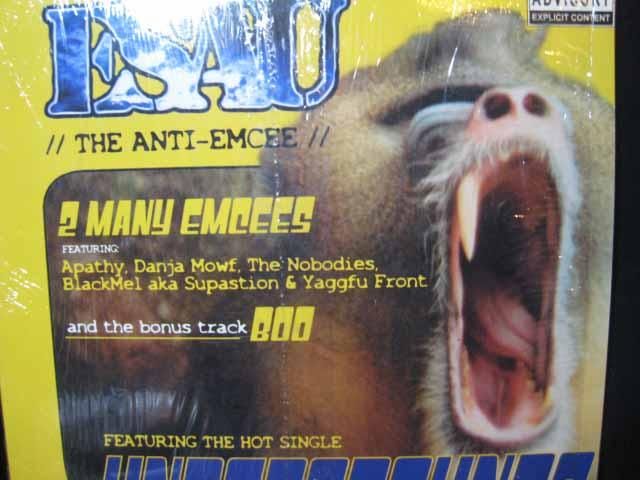 ESAU
ADVISORY
EXPLICIT CONTENT
// THE ANTI-EMCEE //
2 MANY EMCEES
FEATURING:
Apathy, Danja Mowf, The Nobodies,
BlackMel aka Supastion & Yaggfu Front
and the bonus track BOO
FEATURING THE HOT SINGLE